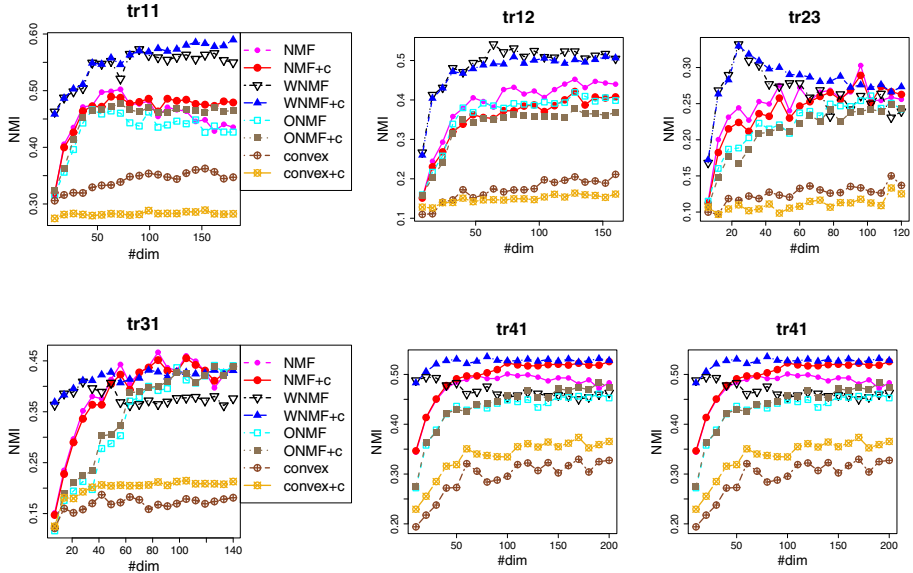 tr11
NMI
0.30
0.40
0.50
0.60
50
100
150
#dim
NMF
NMF+c
WNMF
WNMF+c
ONMF
ONMF+c
convex
convex+c
tr12
NMI
0.1
0.2
0.3
0.4
0.5
50
100
150
#dim
tr23
NMI
0.10
0.15
0.20
0.25
0.30
20
40
60
80
100
120
#dim
tr31
NMI
0.15
0.25
0.35
0.45
20
60
100
140
#dim
NMF
NMF+c
WNMF
WNMF+c
ONMF
ONMF+c
convex
convex+c
tr41
NMI
0.20
0.30
0.40
0.50
50
100
150
200
#dim
tr41
NMI
0.20
0.30
0.40
0.50
50
100
150
200
#dim